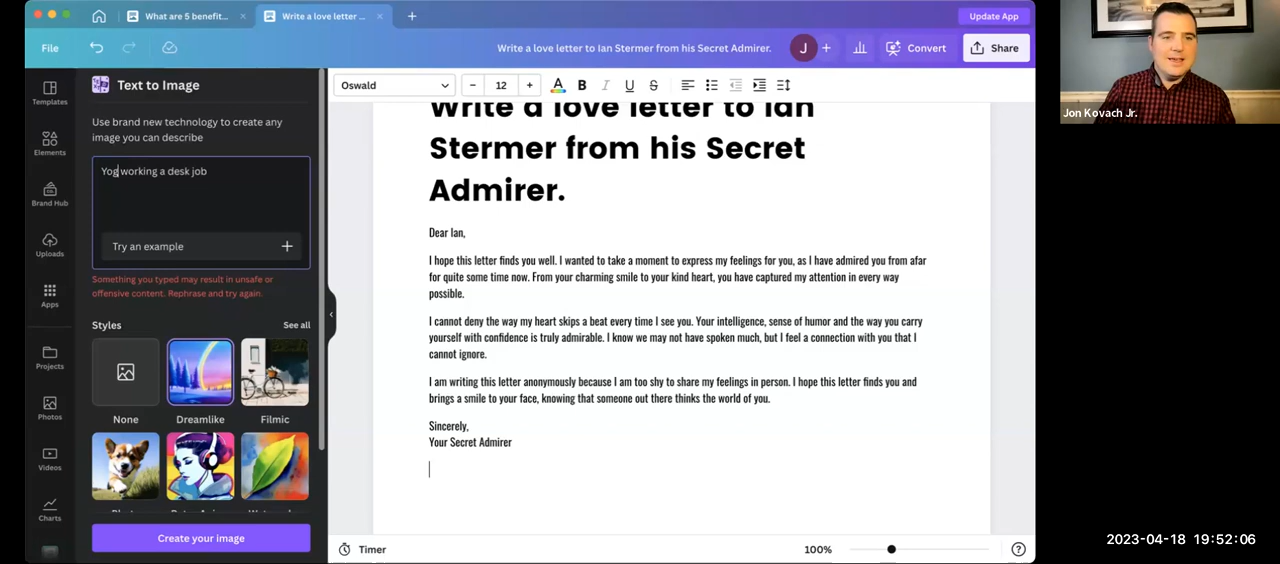 What are 5 benefit...
Write a love letter ...
Update App
File
Write a love letter to Ian Stermer from his Secret Admirer.
J
Convert
Share
Jon Kovach Jr.
Templates
Elements
Brand Hub
Uploads
Apps
Projects
Photos
Videos
Charts
Text to Image
Use brand new technology to create any
image you can describe
Yog working a desk job
Try an example
Something you typed may result in unsafe or
offensive content. Rephrase and try again.
Styles
See all
None
Dreamlike
Filmic
Create your image
Oswald
12
A
B
I
U
S
Write a love letter to Ian
Stermer from his Secret
Admirer.
Dear Ian,
I hope this letter finds you well. I wanted to take a moment to express my feelings for you, as I have admired you from afar
for quite some time now. From your charming smile to your kind heart, you have captured my attention in every way
possible.
I cannot deny the way my heart skips a beat every time I see you. Your intelligence, sense of humor and the way you carry
yourself with confidence is truly admirable. I know we may not have spoken much, but I feel a connection with you that I
cannot ignore.
I am writing this letter anonymously because I am too shy to share my feelings in person. I hope this letter finds you and
brings a smile to your face, knowing that someone out there thinks the world of you.
Sincerely,
Your Secret Admirer
Timer
100%
2023-04-18 19:52:06